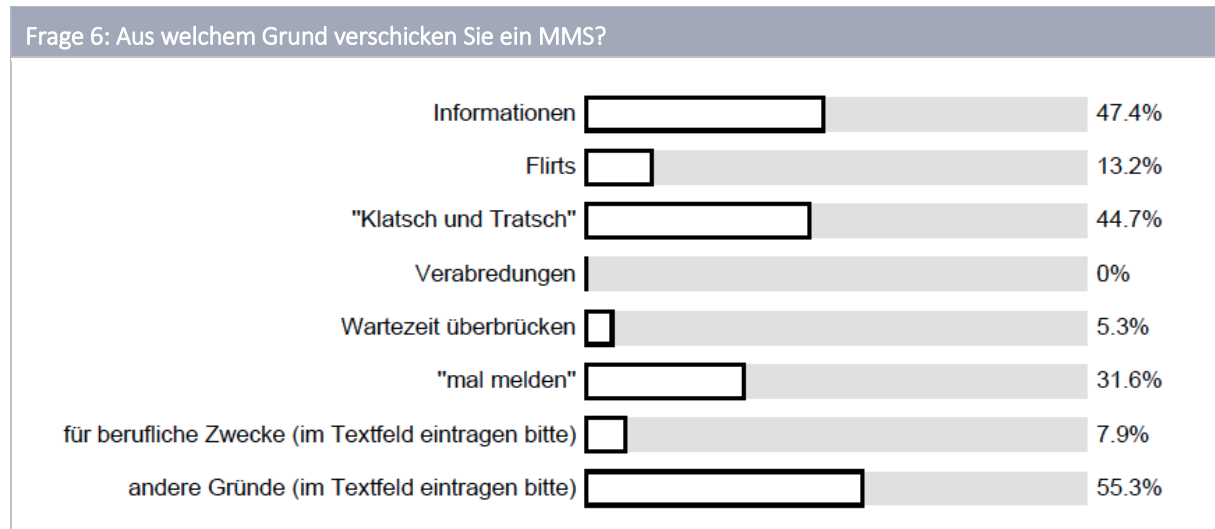 Frage 6: Aus welchem Grund verschicken Sie ein MMS?
Informationen 47.4%
Flirts 13.2%
"Klatsch und Tratsch" 44.7%
Verabredungen 0%
Wartezeit überbrücken 5.3%
"mal melden" 31.6%
für berufliche Zwecke (im Textfeld eintragen bitte) 7.9%
andere Gründe (im Textfeld eintragen bitte) 55.3%